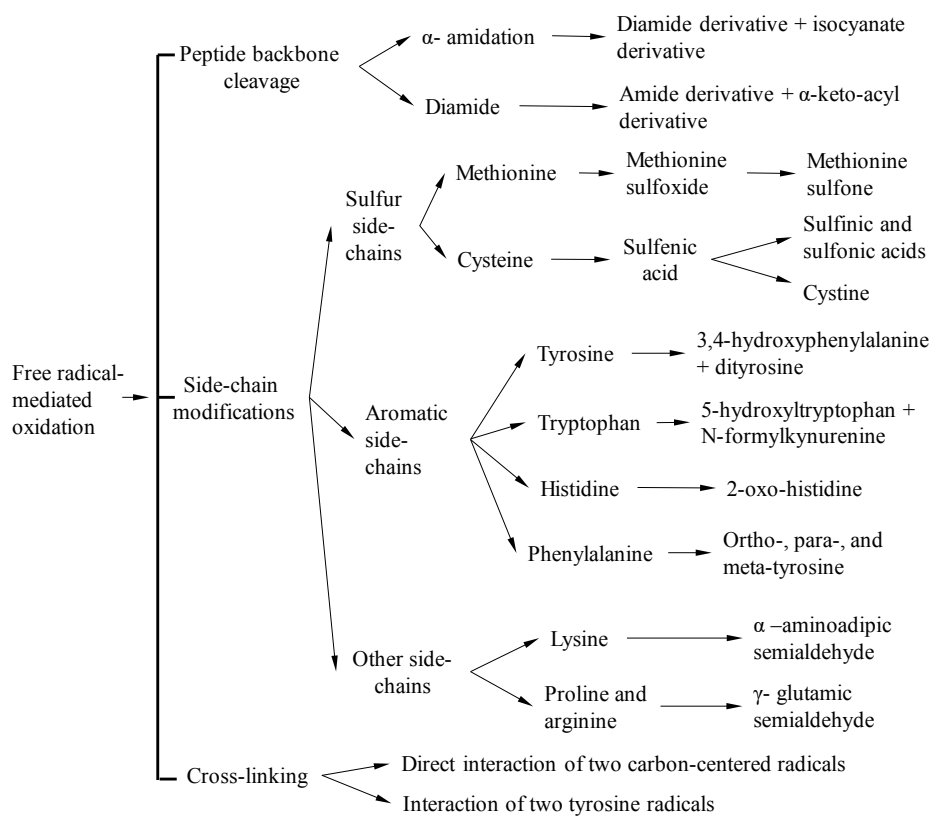 Free radical-
mediated
oxidation
Peptide backbone
cleavage
α- amidation
Diamide derivative + isocyanate
derivative
Diamide
Amide derivative + α-keto-acyl
derivative
Side-chain
modifications
Sulfur
side-
chains
Methionine
Methionine
sulfoxide
Methionine
sulfone
Cysteine
Sulfenic
acid
Sulfinic and
sulfonic acids
Cystine
Aromatic
side-
chains
Tyrosine
3,4-hydroxyphenylalanine
+ dityrosine
Tryptophan
5-hydroxyltryptophan +
N-formylkynurenine
Histidine
2-oxo-histidine
Phenylalanine
Ortho-, para-, and
meta-tyrosine
Other side-
chains
Lysine
α –aminoadipic
semialdehyde
Proline and
arginine
γ- glutamic
semialdehyde
Cross-linking
Direct interaction of two carbon-centered radicals
Interaction of two tyrosine radicals